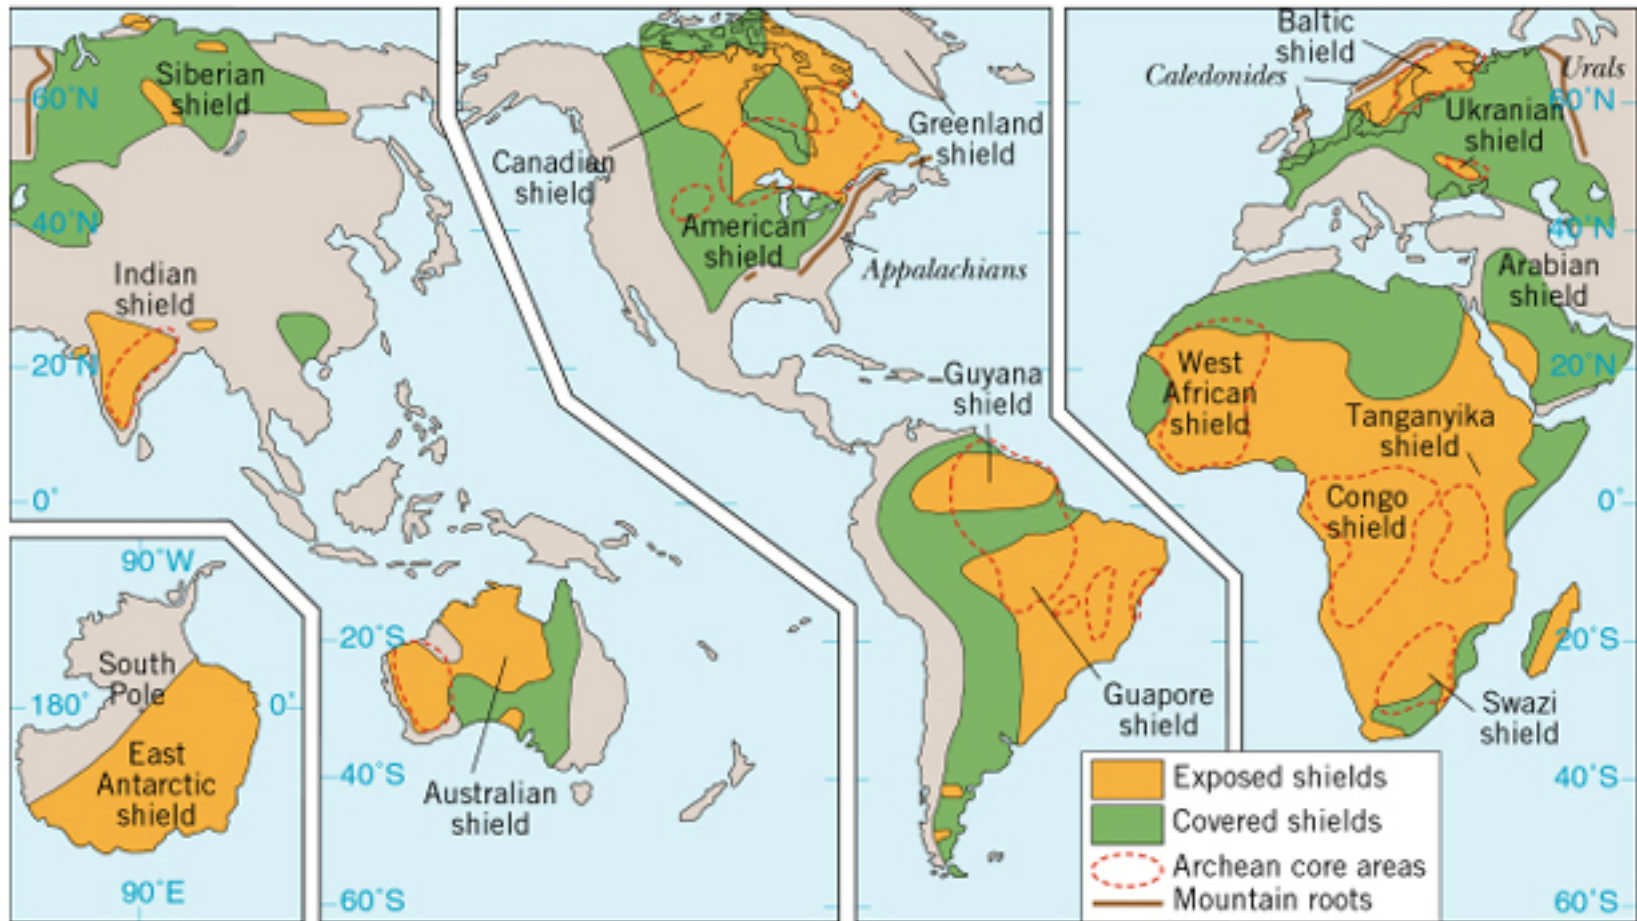 Siberian
shield
60°N
40°N
Indian
shield
20°N
0°
90°W
South
Pole
180°
0°
East
Antarctic
shield
90°E
20°S
40°S
60°S
Australian
shield
Canadian
shield
American
shield
Appalachians
Greenland
shield
Guyana
shield
Guapore
shield
Baltic
shield
Caledonides
Urals
60°N
Ukranian
shield
40°N
Arabian
shield
20°N
West
African
shield
Tanganyika
shield
Congo
shield
0°
20°S
Swazi
shield
40°S
60°S
Exposed shields
Covered shields
Archean core areas
Mountain roots